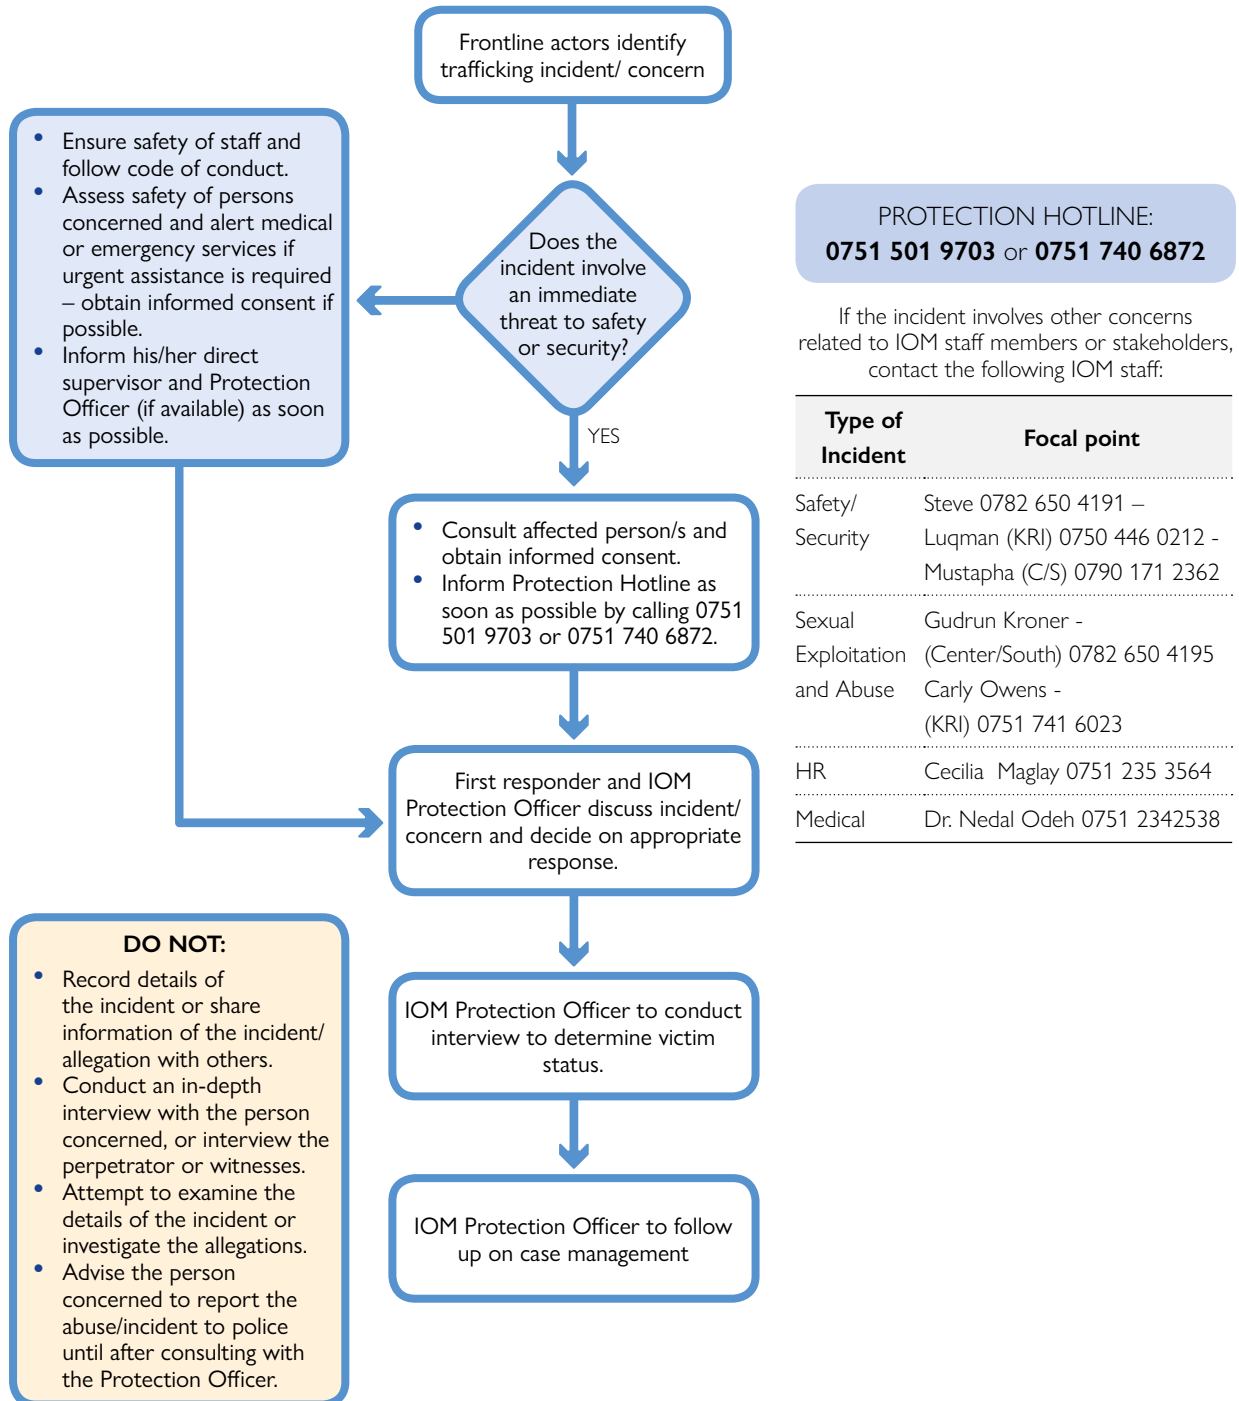 Frontline actors identify
trafficking incident/ concern
• Ensure safety of staff and
follow code of conduct.
• Assess safety of persons
concerned and alert medical
or emergency services if
urgent assistance is required
– obtain informed consent if
possible.
• Inform his/her direct
supervisor and Protection
Officer (if available) as soon
as possible.
Does the
incident involve
an immediate
threat to safety
or security?
YES
• Consult affected person/s and
obtain informed consent.
• Inform Protection Hotline as
soon as possible by calling 0751
501 9703 or 0751 740 6872.
First responder and IOM
Protection Officer discuss incident/
concern and decide on appropriate
response.
IOM Protection Officer to conduct
interview to determine victim
status.
IOM Protection Officer to follow
up on case management
DO NOT:
• Record details of
the incident or share
information of the incident/
allegation with others.
• Conduct an in-depth
interview with the person
concerned, or interview the
perpetrator or witnesses.
• Attempt to examine the
details of the incident or
investigate the allegations.
• Advise the person
concerned to report the
abuse/incident to police
until after consulting with
the Protection Officer.
PROTECTION HOTLINE:
0751 501 9703 or 0751 740 6872
If the incident involves other concerns
related to IOM staff members or stakeholders,
contact the following IOM staff:
Type of
Incident
Focal point
Safety/
Security
Steve 0782 650 4191 –
Luqman (KRI) 0750 446 0212 -
Mustapha (C/S) 0790 171 2362
Sexual
Exploitation
and Abuse
Gudrun Kroner -
(Center/South) 0782 650 4195
Carly Owens -
(KRI) 0751 741 6023
HR
Cecilia Maglay 0751 235 3564
Medical
Dr. Nedal Odeh 0751 2342538